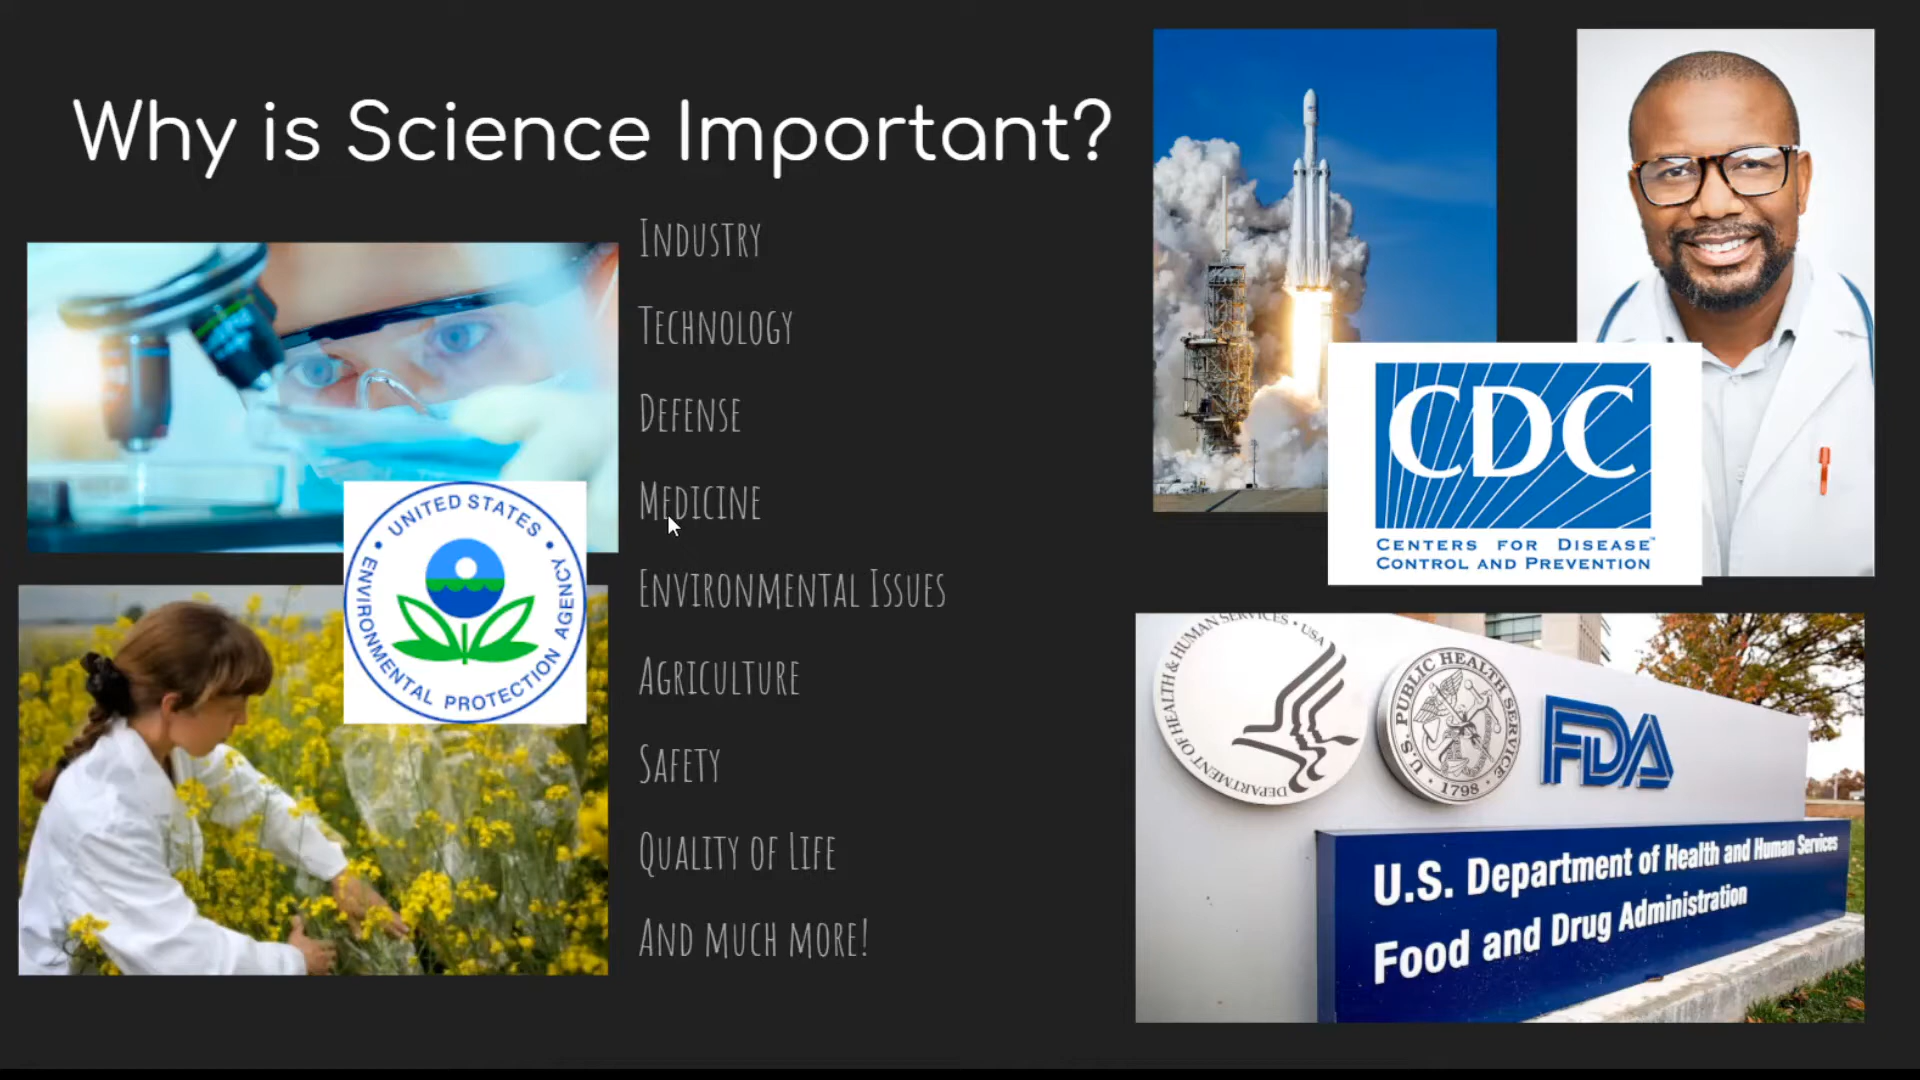 Why is Science Important?
INDUSTRY
TECHNOLOGY
DEFENSE
MEDICINE
ENVIRONMENTAL ISSUES
AGRICULTURE
SAFETY
QUALITY OF LIFE
AND MUCH MORE!
UNITED STATES
ENVIRONMENTAL PROTECTION AGENCY
CDC
CENTERS FOR DISEASE™
CONTROL AND PREVENTION
DEPARTMENT OF HEALTH & HUMAN SERVICES • USA
U.S. PUBLIC HEALTH SERVICE
1798
FDA
U.S. Department of Health and Human Services
Food and Drug Administration